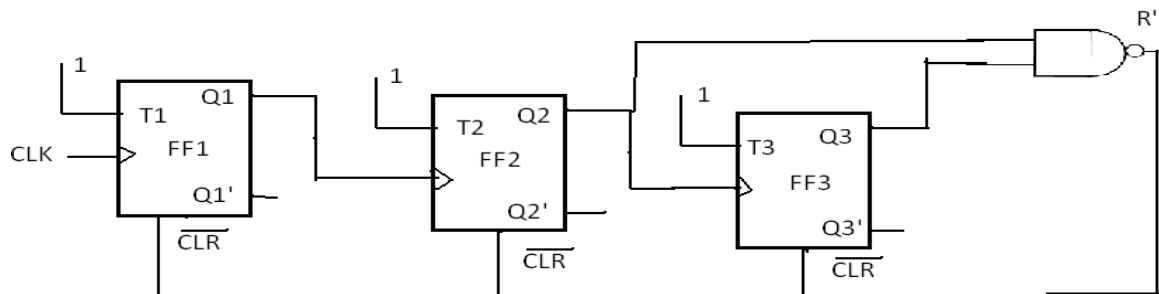 R'
1
1
1
T1
Q1
CLK
FF1
Q1'
CLR
T2
Q2
FF2
Q2'
CLR
T3
Q3
FF3
Q3'
CLR